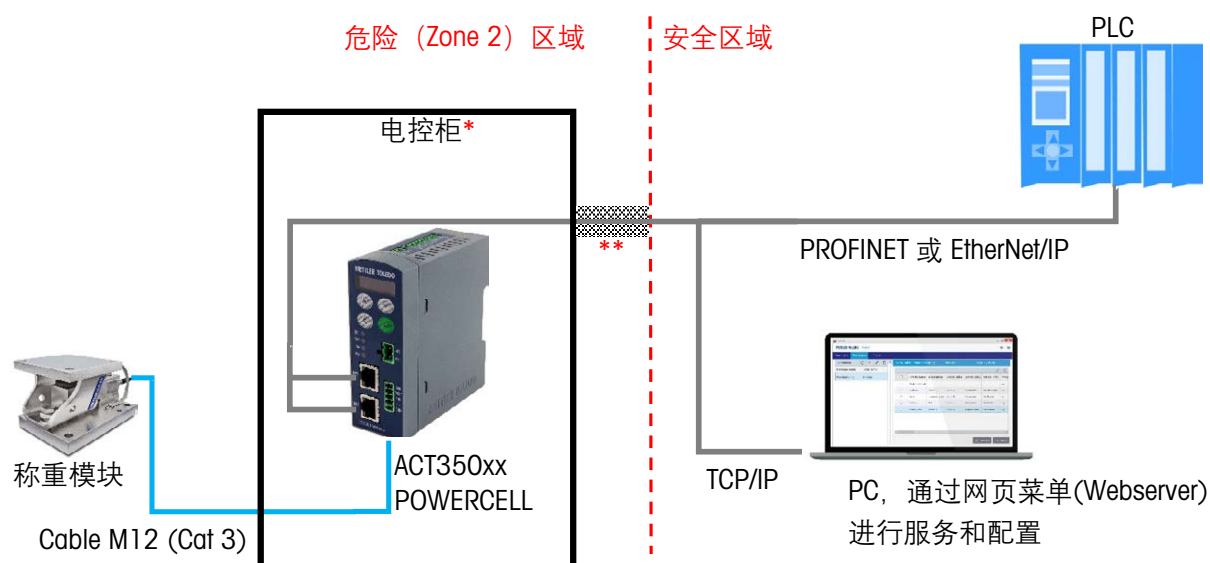 危险（Zone 2）区域
安全区域
PLC
电控柜*
**
PROFINET 或 EtherNet/IP
METTLER TOLEDO
称重模块
ACT350xx
POWERCELL
TCP/IP
PC，通过网页菜单(Webserver)
进行服务和配置
Cable M12 (Cat 3)